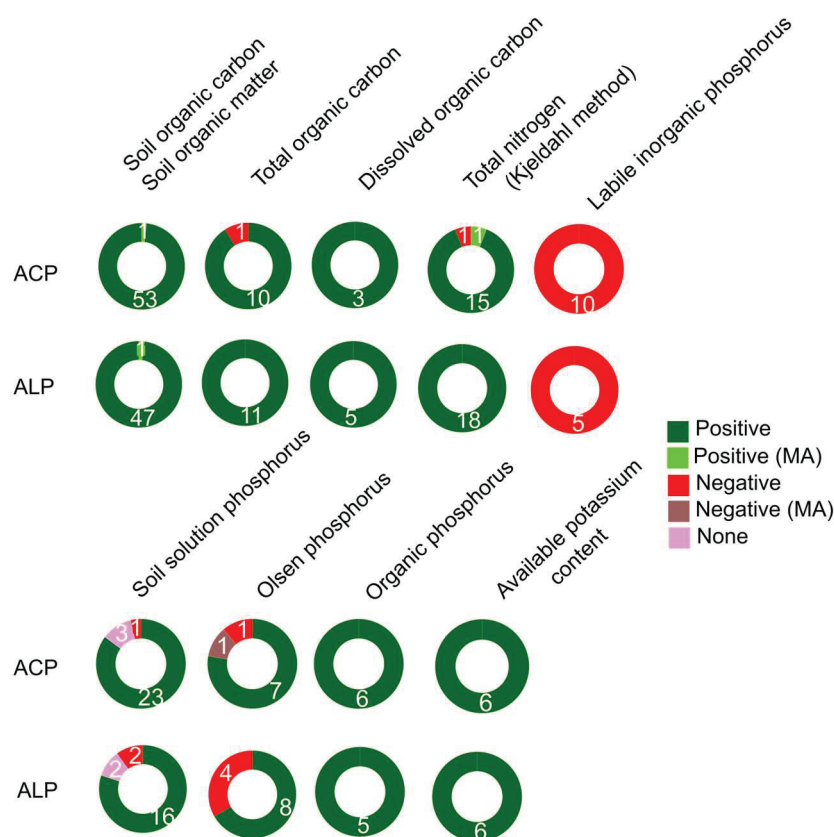 Soil organic carbon
Soil organic matter
Total organic carbon
Dissolved organic carbon
Total nitrogen
(Kjeldahl method)
Labile inorganic phosphorus
ACP
1
53
1
10
3
1
1
15
10
ALP
1
47
11
5
18
5
Positive
Positive (MA)
Negative
Negative (MA)
None
Soil solution phosphorus
Olsen phosphorus
Organic phosphorus
Available potassium
content
ACP
3
1
23
1
1
7
6
6
ALP
2
2
16
4
8
5
6